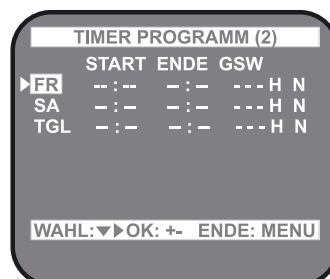 TIMER PROGRAMM (2)
START ENDE GSW
▶FR --:-- –:– ---H N
SA –:– –:– ---H N
TGL –:– –:– ---H N
WAHL:▼▶OK: +- ENDE: MENU